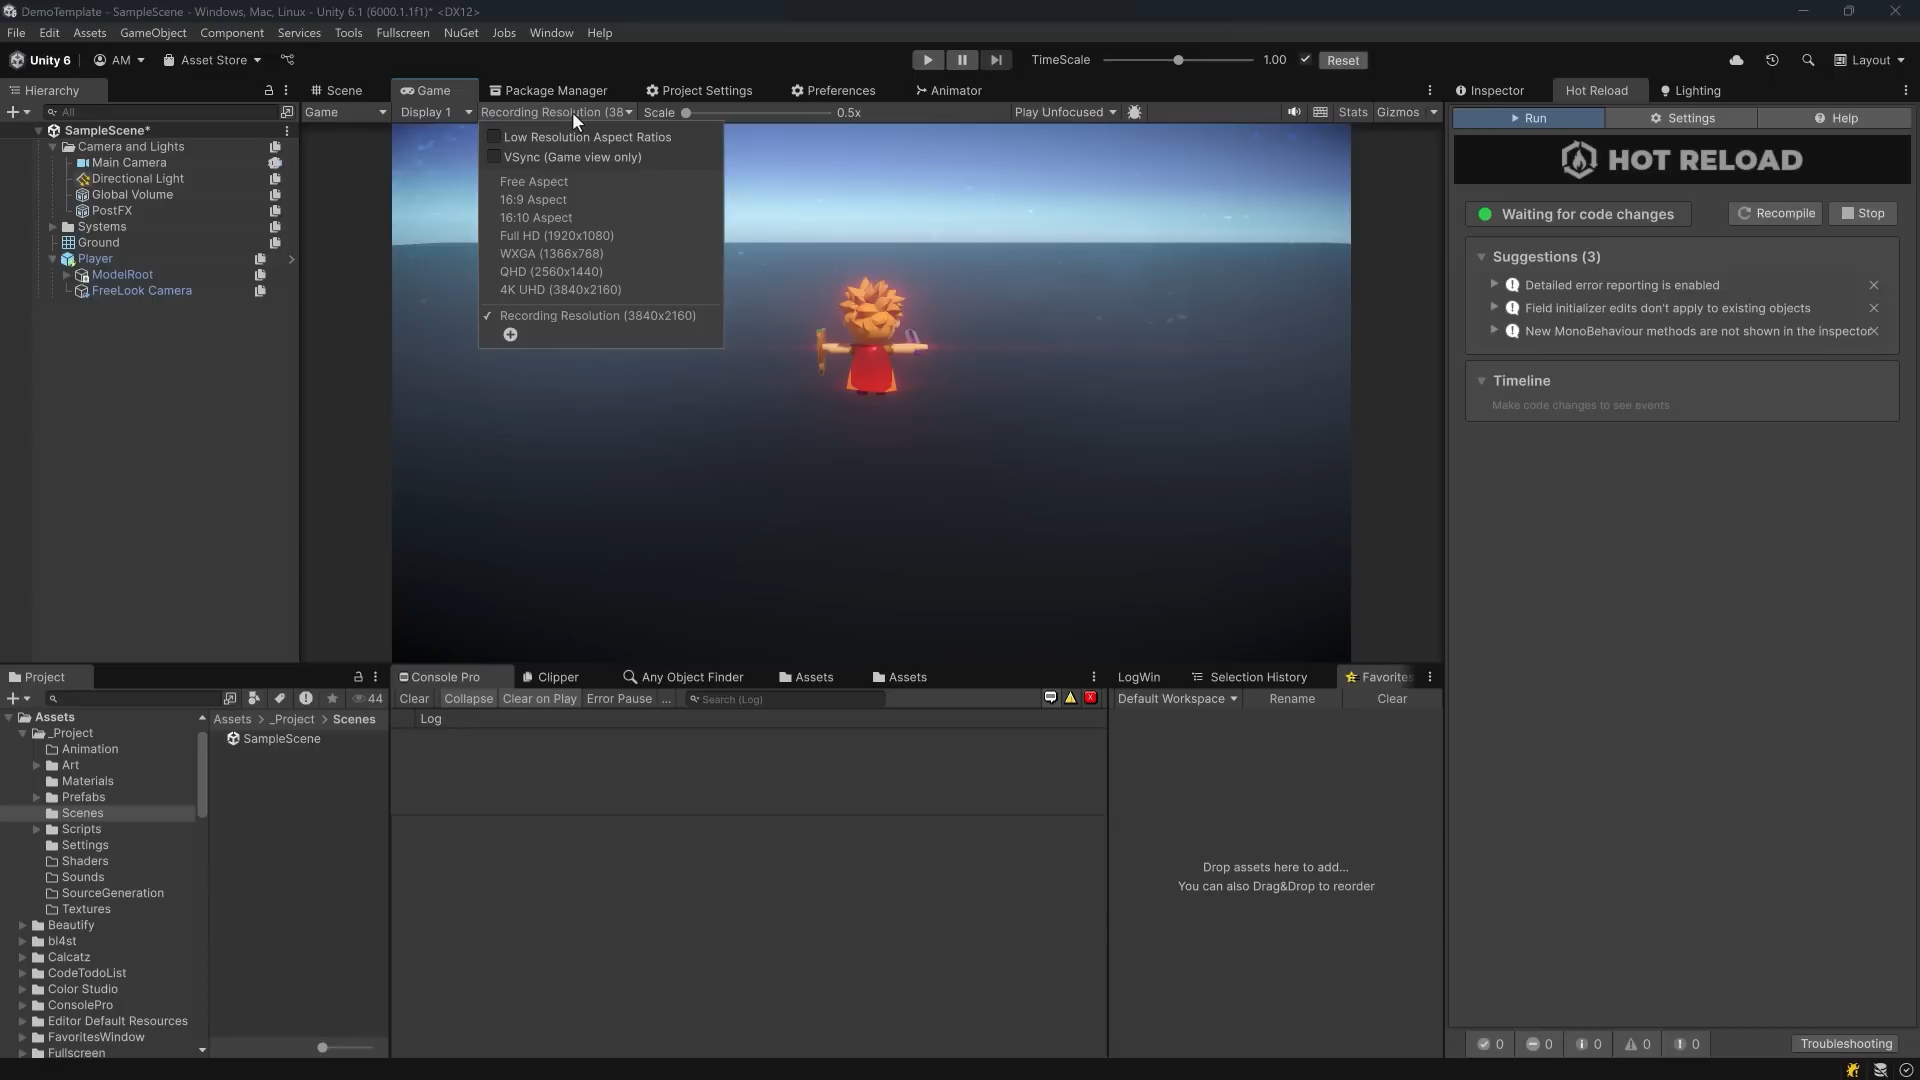 DemoTemplate - SampleScene - Windows, Mac, Linux - Unity 6.1 (6000.1.1f1)* <DX12>
File Edit Assets GameObject Component Services Tools Fullscreen NuGet Jobs Window Help
Unity 6 AM Asset Store TimeScale 1.00 Reset Layout
Hierarchy Scene Game Package Manager Project Settings Preferences Animator Inspector Hot Reload Lighting
All Game Display 1 Recording Resolution (38 Scale 0.5x Play Unfocused Stats Gizmos Run Settings Help
SampleScene*
Camera and Lights
Main Camera
Directional Light
Global Volume
PostFX
Systems
Ground
Player
ModelRoot
FreeLook Camera
Low Resolution Aspect Ratios
VSync (Game view only)
Free Aspect
16:9 Aspect
16:10 Aspect
Full HD (1920x1080)
WXGA (1366x768)
QHD (2560x1440)
4K UHD (3840x2160)
Recording Resolution (3840x2160)
HOT RELOAD
Waiting for code changes Recompile Stop
Suggestions (3)
Detailed error reporting is enabled
Field initializer edits don't apply to existing objects
New MonoBehaviour methods are not shown in the inspector
Timeline
Make code changes to see events
Project Console Pro Clipper Any Object Finder Assets Assets LogWin Selection History Favorites
44 Clear Collapse Clear on Play Error Pause ... Search (Log) Default Workspace Rename Clear
Assets
_Project
Animation
Art
Materials
Prefabs
Scenes
Scripts
Settings
Shaders
Sounds
SourceGeneration
Textures
Beautify
bl4st
Calcatz
CodeTodoList
Color Studio
ConsolePro
Editor Default Resources
FavoritesWindow
Fullscreen
Assets > _Project > Scenes
SampleScene
Log
Drop assets here to add...
You can also Drag&Drop to reorder
0 0 0 0 0 Troubleshooting